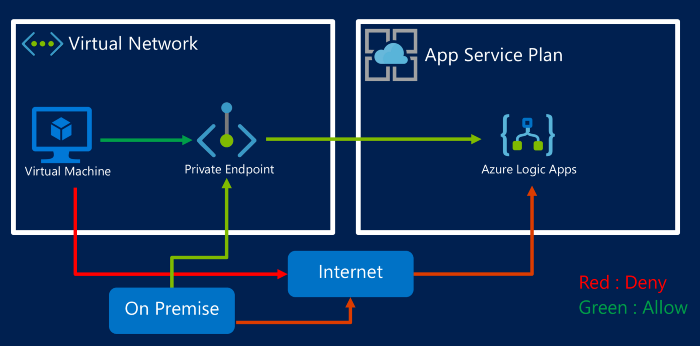 Virtual Network
App Service Plan
Virtual Machine
Private Endpoint
Azure Logic Apps
Internet
On Premise
Red : Deny
Green : Allow